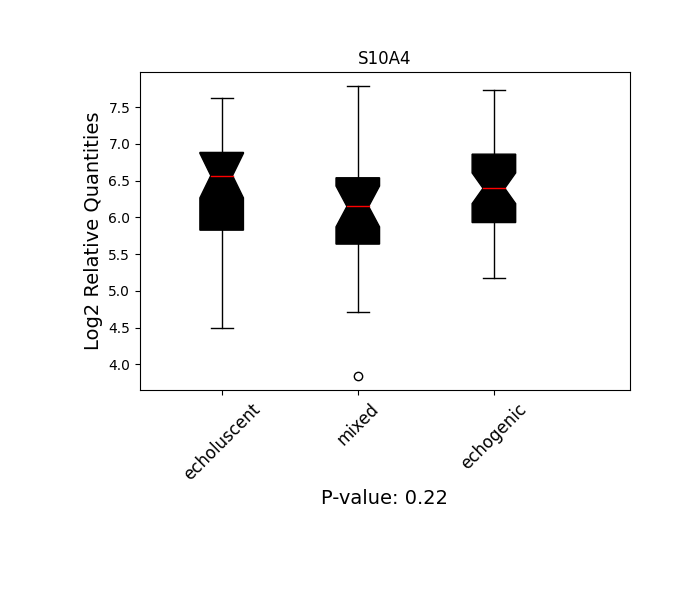 S10A4
Log2 Relative Quantities
7.5
7.0
6.5
6.0
5.5
5.0
4.5
4.0
echoluscent
mixed
echogenic
P-value: 0.22